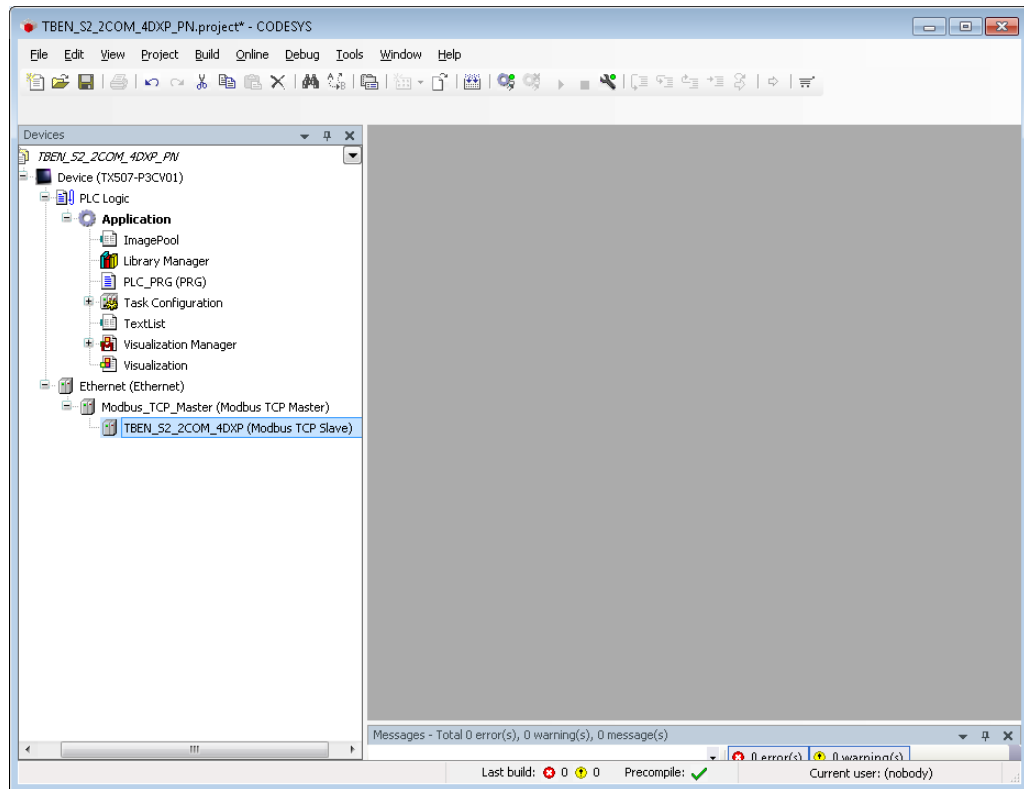 TBEN_S2_2COM_4DXP_PN.project* - CODESYS
File Edit View Project Build Online Debug Tools Window Help
Devices
TBEN_S2_2COM_4DXP_PN
Device (TX507-P3CV01)
PLC Logic
Application
ImagePool
Library Manager
PLC_PRG (PRG)
Task Configuration
TextList
Visualization Manager
Visualization
Ethernet (Ethernet)
Modbus_TCP_Master (Modbus TCP Master)
TBEN_S2_2COM_4DXP (Modbus TCP Slave)
Messages - Total 0 error(s), 0 warning(s), 0 message(s)
0 error(s) 0 warning(s)
Last build: 0 0 Precompile: Current user: (nobody)